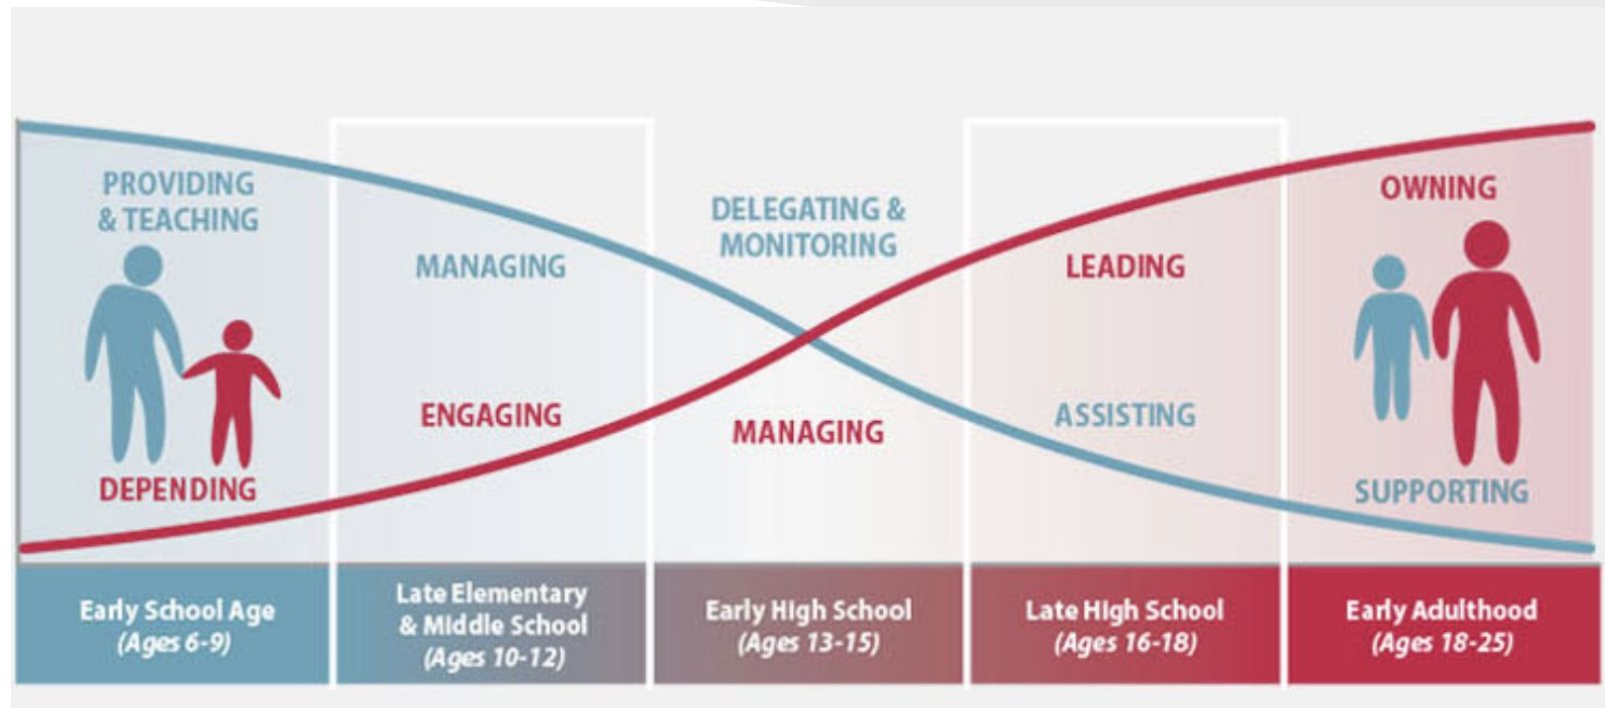 PROVIDING
& TEACHING
DEPENDING
MANAGING
ENGAGING
DELEGATING &
MONITORING
MANAGING
LEADING
ASSISTING
OWNING
SUPPORTING
Early School Age
(Ages 6-9)
Late Elementary
& Middle School
(Ages 10-12)
Early High School
(Ages 13-15)
Late High School
(Ages 16-18)
Early Adulthood
(Ages 18-25)